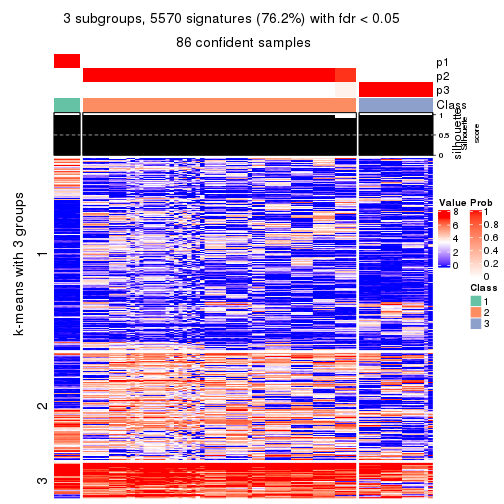 3 subgroups, 5570 signatures (76.2%) with fdr < 0.05
86 confident samples
p1
p2
p3
Class
1
0.5
0
silhouette
Silhouette
score
k-means with 3 groups
1
2
3
Value
8
6
4
2
0
Prob
1
0.8
0.6
0.4
0.2
0
Class
1
2
3